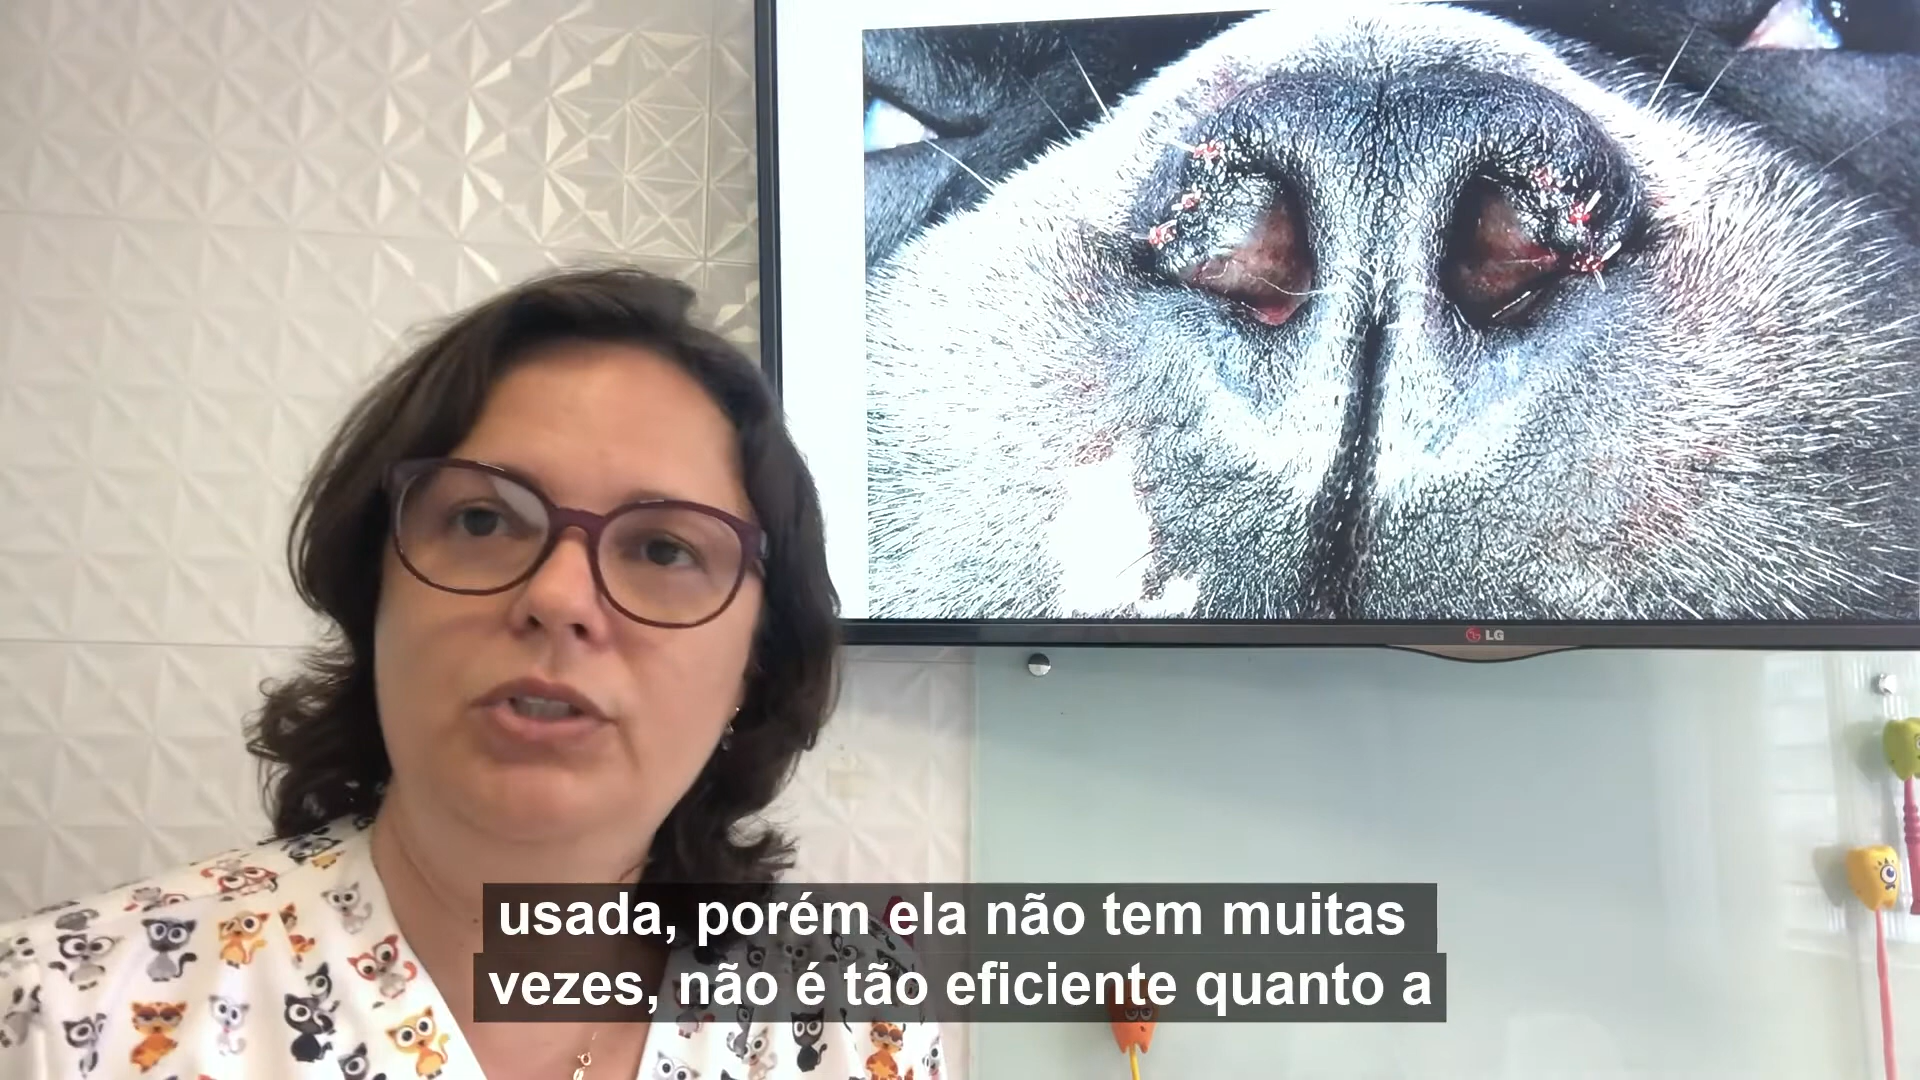 LG
usada, porém ela não tem muitas
vezes, não é tão eficiente quanto a